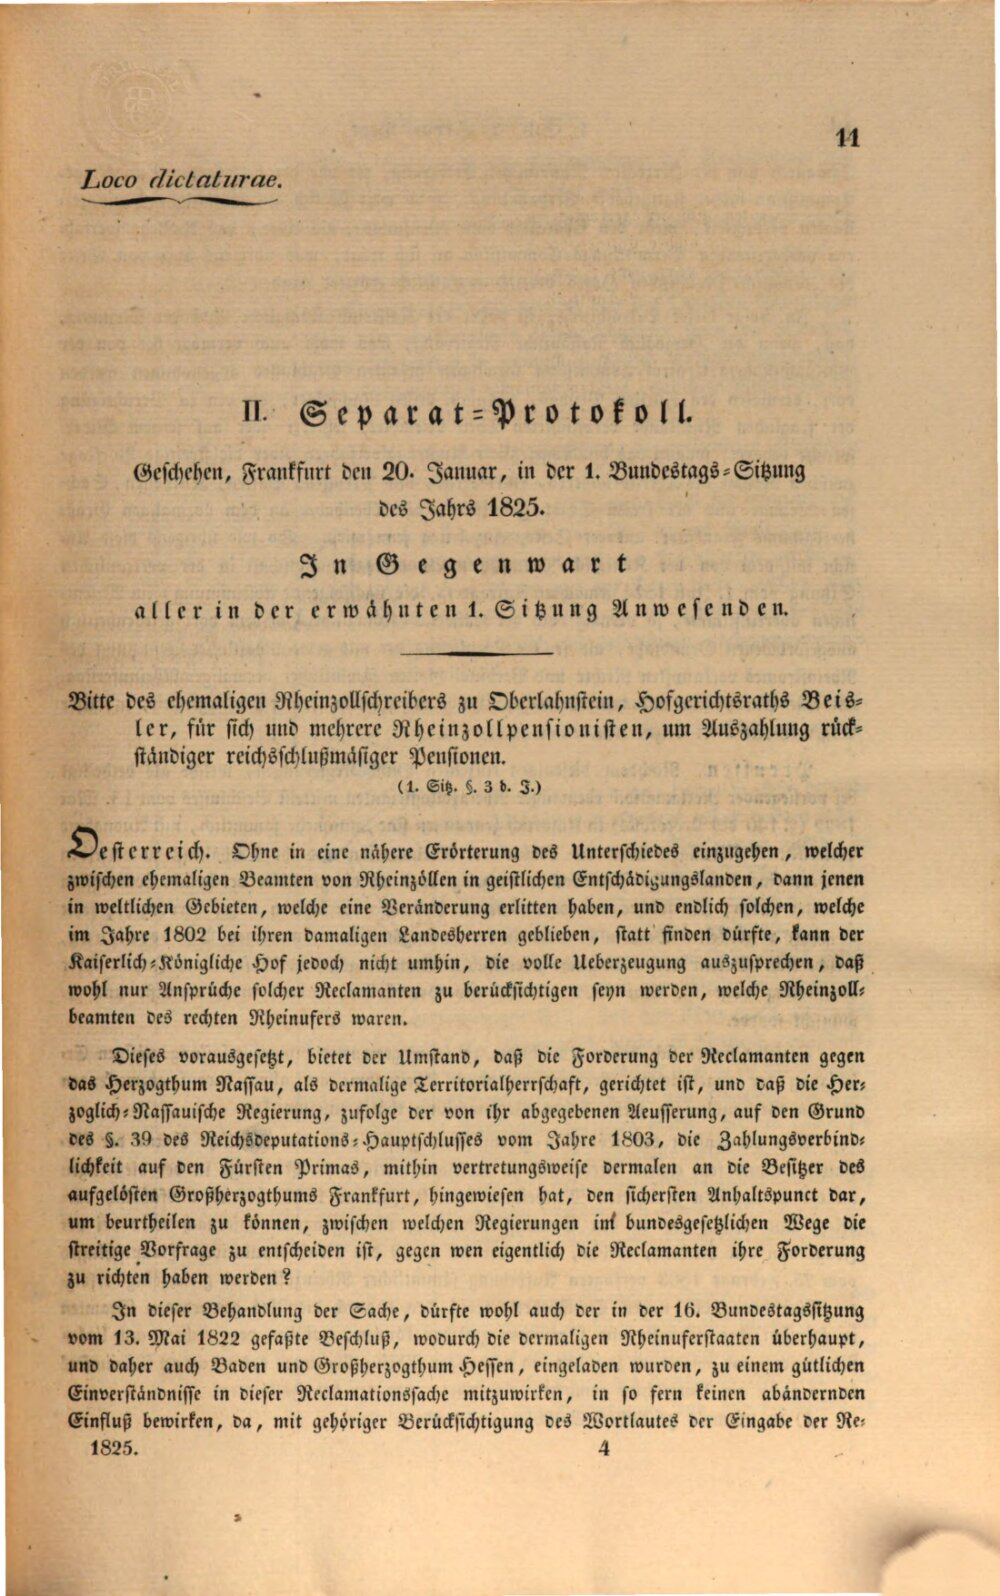 11
Loco dictaturae.
II. Separat-Protokoll.
Geschehen, Frankfurt den 20. Januar, in der 1. Bundestags-Sitzung
des Jahrs 1825.
In Gegenwart
aller in der erwähnten 1. Sitzung Anwesenden.
Bitte des ehemaligen Rheinzollschreibers zu Oberlahnstein, Hofgerichtsraths Beis-
ler, für sich und mehrere Rheinzollpensionisten, um Auszahlung rück-
ständiger reichsschlußmäsiger Pensionen.
(1. Sitz. §. 3 d. J.)
Oesterreich. Ohne in eine nähere Erörterung des Unterschiedes einzugehen, welcher
zwischen ehemaligen Beamten von Rheinzöllen in geistlichen Entschädigungslanden, dann jenen
in weltlichen Gebieten, welche eine Veränderung erlitten haben, und endlich solchen, welche
im Jahre 1802 bei ihren damaligen Landesherren geblieben, statt finden dürfte, kann der
Kaiserlich-Königliche Hof jedoch nicht umhin, die volle Ueberzeugung auszusprechen, daß
wohl nur Ansprüche solcher Reclamanten zu berücksichtigen seyn werden, welche Rheinzoll-
beamten des rechten Rheinufers waren.
Dieses vorausgesetzt, bietet der Umstand, daß die Forderung der Reclamanten gegen
das Herzogthum Nassau, als dermalige Territorialherrschaft, gerichtet ist, und daß die Her-
zoglich-Nassauische Regierung, zufolge der von ihr abgegebenen Aeusserung, auf den Grund
des §. 39 des Reichsdeputations-Hauptschlusses vom Jahre 1803, die Zahlungsverbind-
lichkeit auf den Fürsten Primas, mithin vertretungsweise dermalen an die Besitzer des
aufgelösten Großherzogthums Frankfurt, hingewiesen hat, den sichersten Anhaltspunct dar,
um beurtheilen zu können, zwischen welchen Regierungen im bundesgesetzlichen Wege die
streitige Vorfrage zu entscheiden ist, gegen wen eigentlich die Reclamanten ihre Forderung
zu richten haben werden?
In dieser Behandlung der Sache, dürfte wohl auch der in der 16. Bundestagssitzung
vom 13. Mai 1822 gefaßte Beschluß, wodurch die dermaligen Rheinuferstaaten überhaupt,
und daher auch Baden und Großherzogthum Hessen, eingeladen wurden, zu einem gütlichen
Einverständnisse in dieser Reclamationssache mitzuwirken, in so fern keinen abändernden
Einfluß bewirken, da, mit gehöriger Berücksichtigung des Wortlautes der Eingabe der Re-
1825. 4